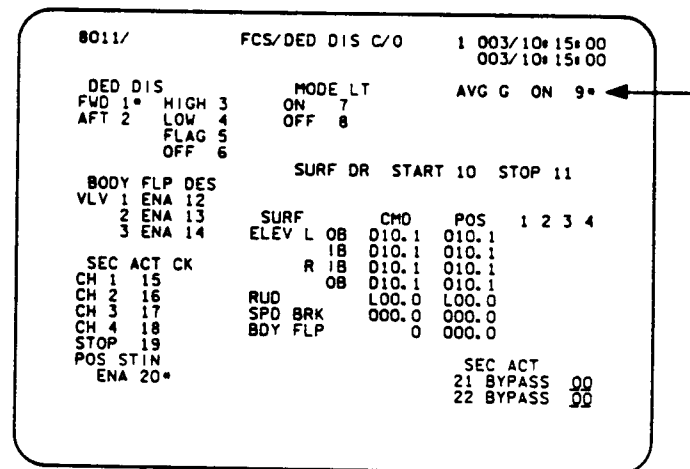 8011/ FCS/DED DIS C/O 1 003/10:15:00
003/10:15:00
DED DIS MODE LT AVG G ON 9*
FWD 1* HIGH 3 ON 7
AFT 2 LOW 4 OFF 8
FLAG 5
OFF 6
SURF DR START 10 STOP 11
BODY FLP DES
VLV 1 ENA 12
2 ENA 13 SURF CMD POS 1 2 3 4
3 ENA 14 ELEV L OB D10.1 D10.1
IB D10.1 D10.1
SEC ACT CK R IB D10.1 D10.1
CH 1 15 OB D10.1 D10.1
CH 2 16 RUD L00.0 L00.0
CH 3 17 SPD BRK 000.0 000.0
CH 4 18 BDY FLP 0 000.0
STOP 19
POS STIN SEC ACT
ENA 20* 21 BYPASS 00
22 BYPASS 00